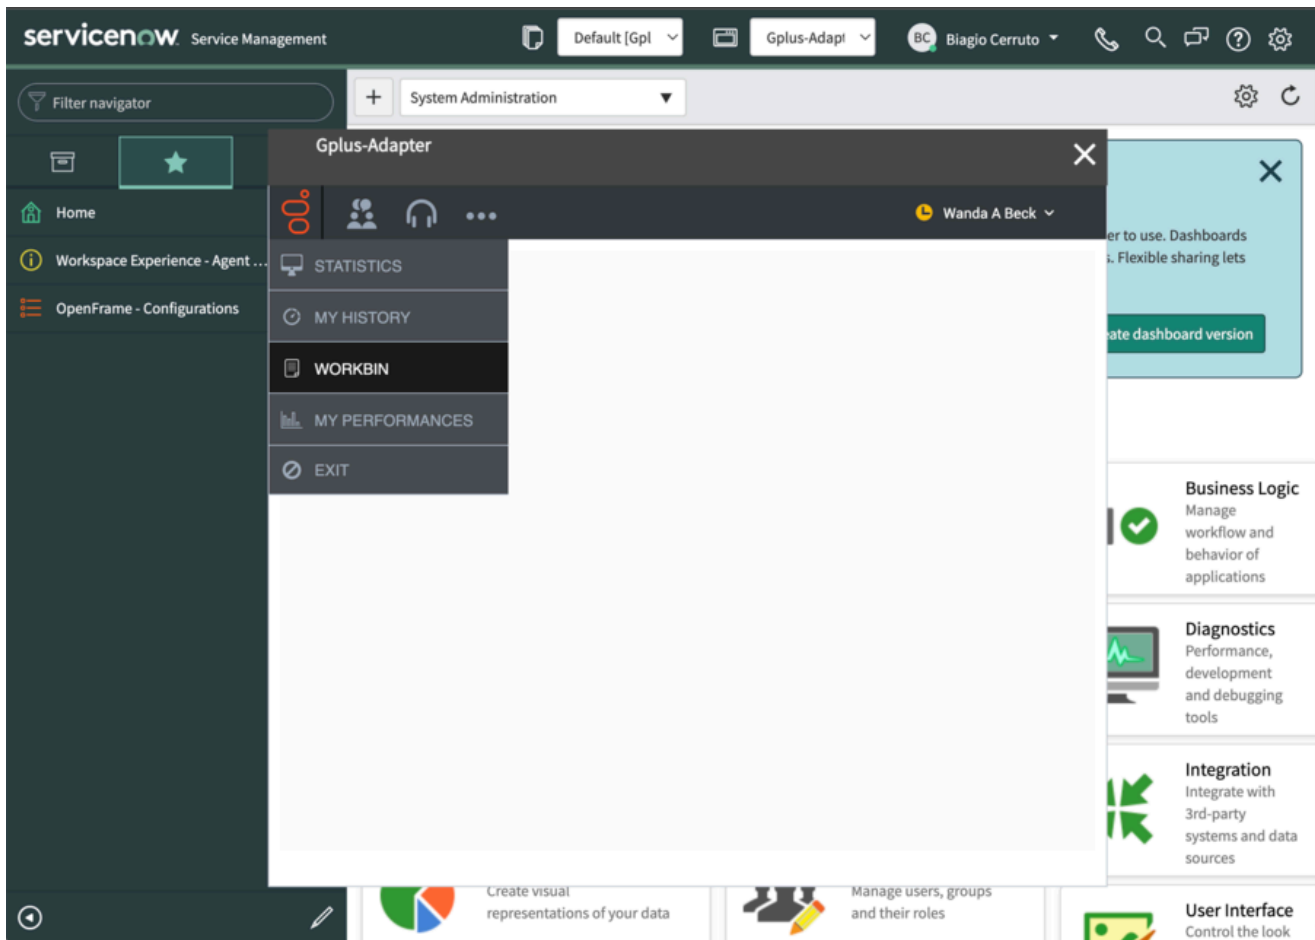 servicenow Service Management
Default [Gpl
Gplus-Adap
BC
Biagio Cerruto
Filter navigator
System Administration
Gplus-Adapter
Home
Workspace Experience - Agent ...
OpenFrame - Configurations
Wanda A Beck
STATISTICS
MY HISTORY
WORKBIN
MY PERFORMANCES
EXIT
er to use. Dashboards
s. Flexible sharing lets
ate dashboard version
Business Logic
Manage
workflow and
behavior of
applications
Diagnostics
Performance,
development
and debugging
tools
Integration
Integrate with
3rd-party
systems and data
sources
Create visual
representations of your data
Manage users, groups
and their roles
User Interface
Control the look